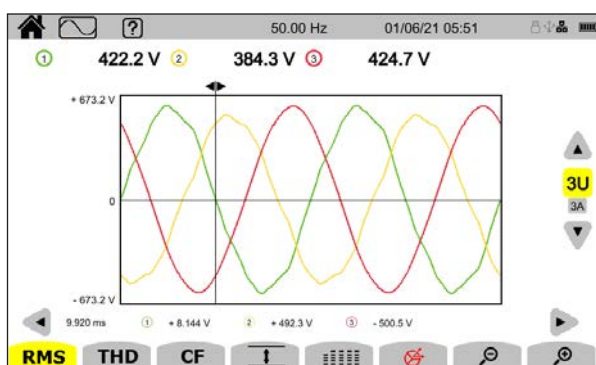 ? 50.00 Hz 01/06/21 05:51
1 422.2 V 2 384.3 V 3 424.7 V
+ 673.2 V
0
- 673.2 V
3U
3A
9.920 ms 1 + 8.144 V 2 + 492.3 V 3 - 500.5 V
RMS THD CF